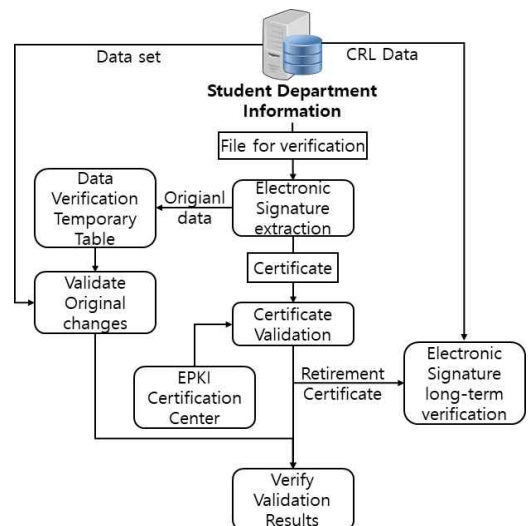 Data set
CRL Data
Student Department
Information
File for verification
Data
Verification
Temporary
Table
Origianl
data
Electronic
Signature
extraction
Certificate
Validate
Original
changes
Certificate
Validation
EPKI
Certification
Center
Retirement
Certificate
Electronic
Signature
long-term
verification
Verify
Validation
Results